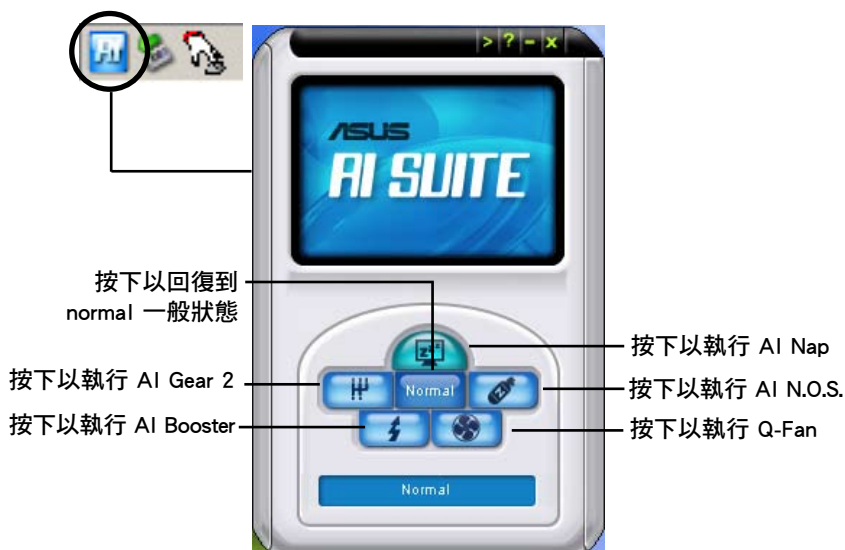 Ai
> ? - x
ASUS
AI SUITE
按下以回復到
normal 一般狀態
zzz
按下以執行 AI Nap
按下以執行 AI Gear 2
Normal
按下以執行 AI N.O.S.
按下以執行 AI Booster
按下以執行 Q-Fan
Normal